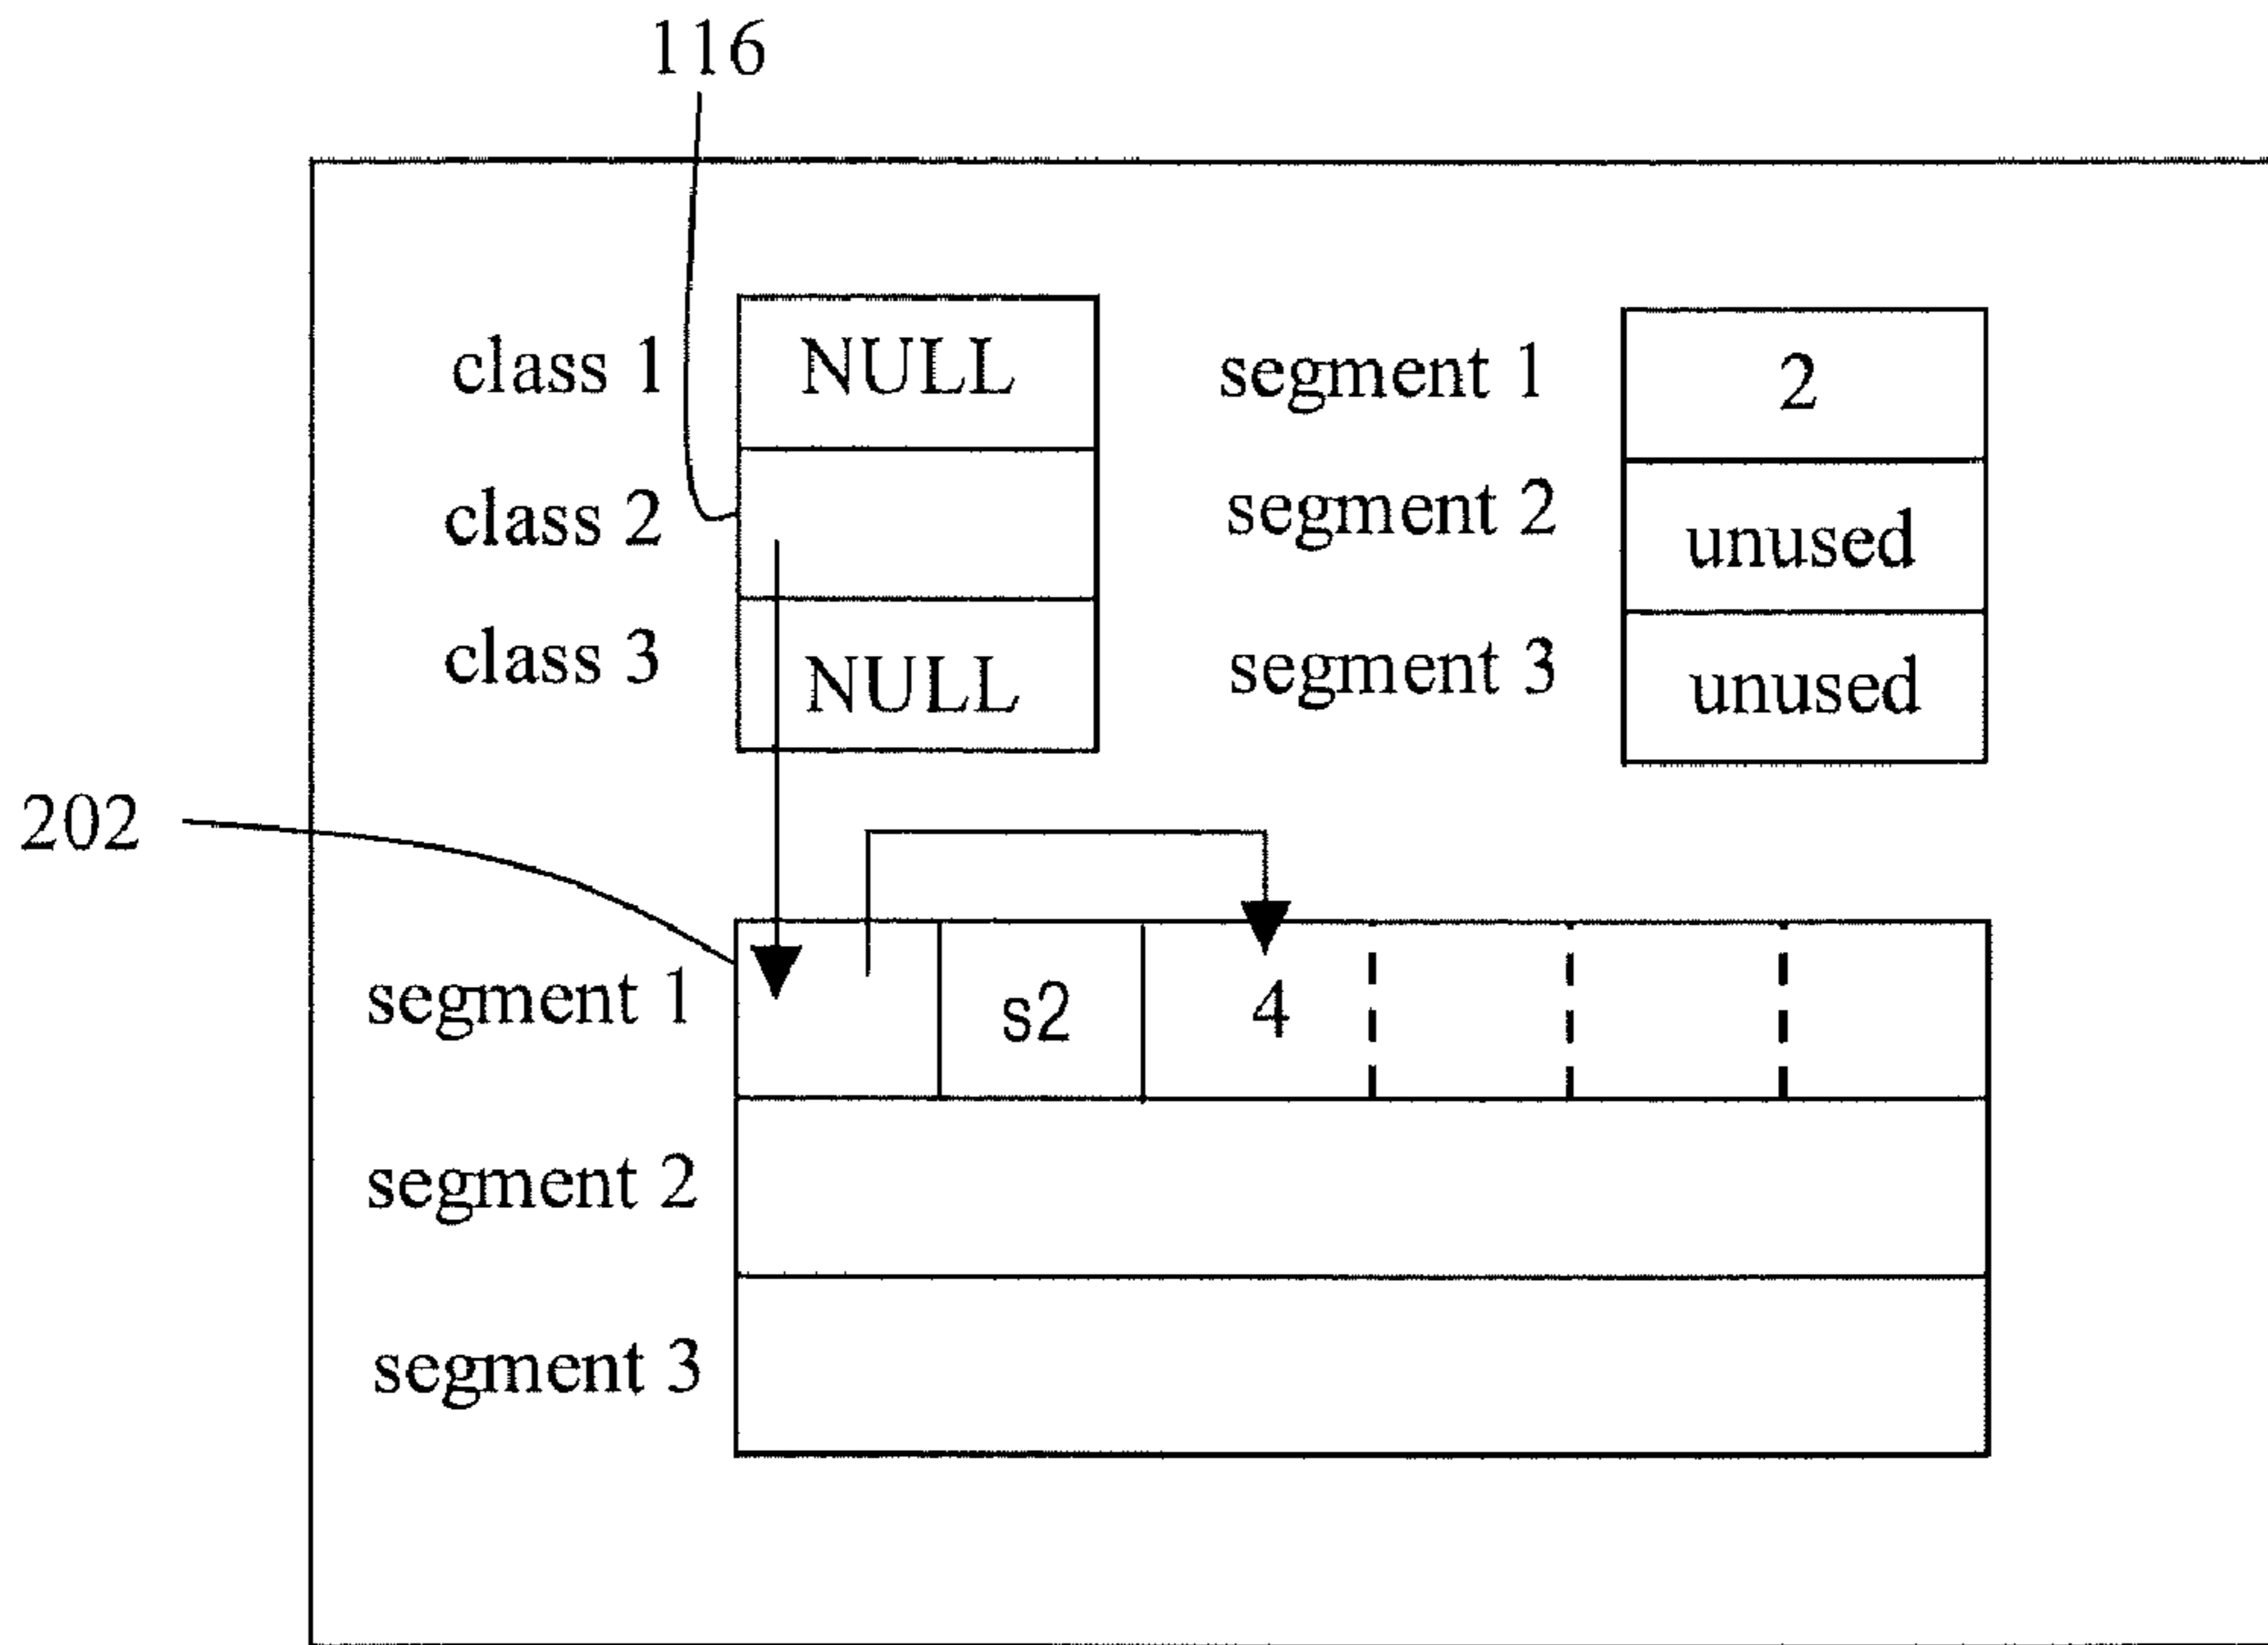 116
class 1 NULL segment 1 2
class 2 segment 2 unused
class 3 NULL segment 3 unused
202
segment 1 s2 4
segment 2
segment 3